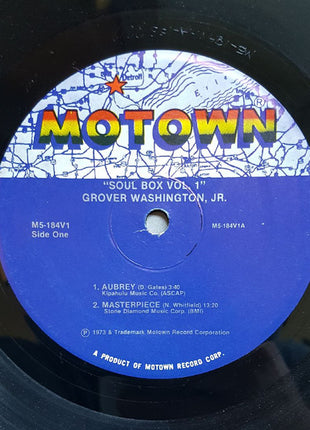 Detroit
MOTOWN®
"SOUL BOX VOL. 1"
GROVER WASHINGTON, JR.
M5-184V1
Side One
M5-184V1A
1. AUBREY (D. Gates) 3:40
Kipahulu Music Co. (ASCAP)
2. MASTERPIECE (N. Whitfield) 13:20
Stone Diamond Music Corp. (BMI)
Ⓟ 1973 & Trademark Motown Record Corporation
A PRODUCT OF MOTOWN RECORD CORP.